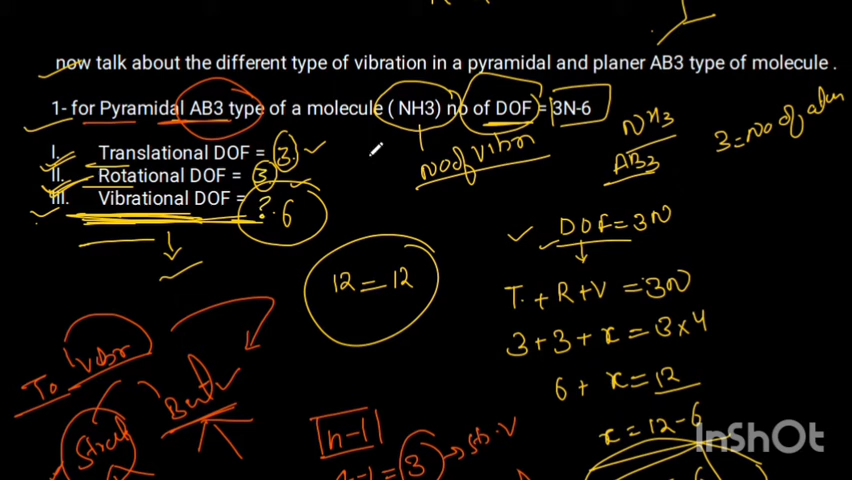 now talk about the different type of vibration in a pyramidal and planer AB3 type of molecule .
1- for Pyramidal AB3 type of a molecule ( NH3) no of DOF = 3N-6
I. Translational DOF = 3
II. Rotational DOF = 3
III. Vibrational DOF = ? 6
no of vibrn
NH3
AB3
3 = No of atom
DOF = 3N
T + R + V = 3N
3 + 3 + x = 3 × 4
6 + x = 12
x = 12 - 6
12 = 12
To vibr
Stret
n-1
3 → str. V
InShOt